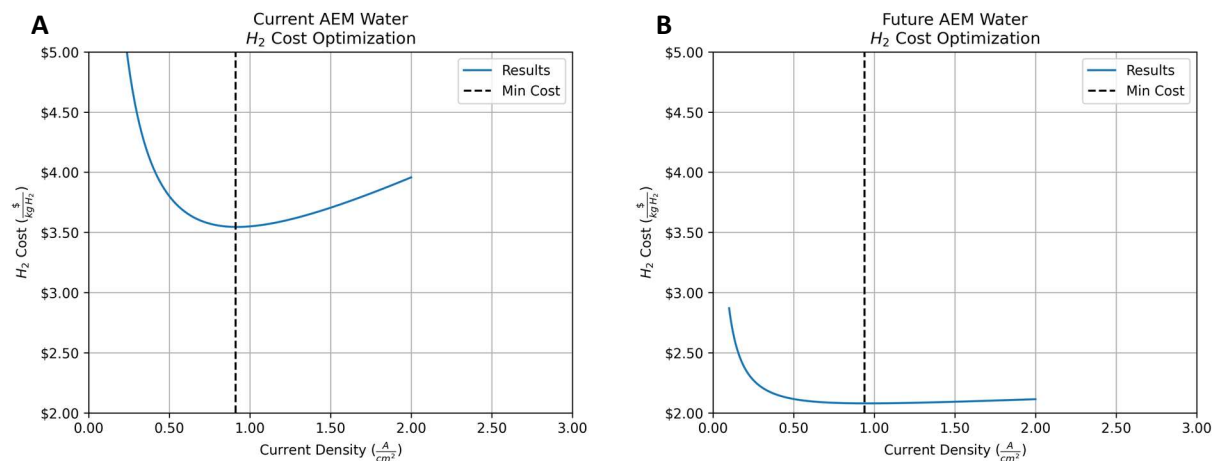 A
Current AEM Water
H₂ Cost Optimization
$5.00
$4.50
$4.00
$3.50
$3.00
$2.50
$2.00
H₂ Cost ($/kg H₂)
0.00 0.50 1.00 1.50 2.00 2.50 3.00
Current Density (A/cm²)
Results
Min Cost
B
Future AEM Water
H₂ Cost Optimization
$5.00
$4.50
$4.00
$3.50
$3.00
$2.50
$2.00
H₂ Cost ($/kg H₂)
0.00 0.50 1.00 1.50 2.00 2.50 3.00
Current Density (A/cm²)
Results
Min Cost